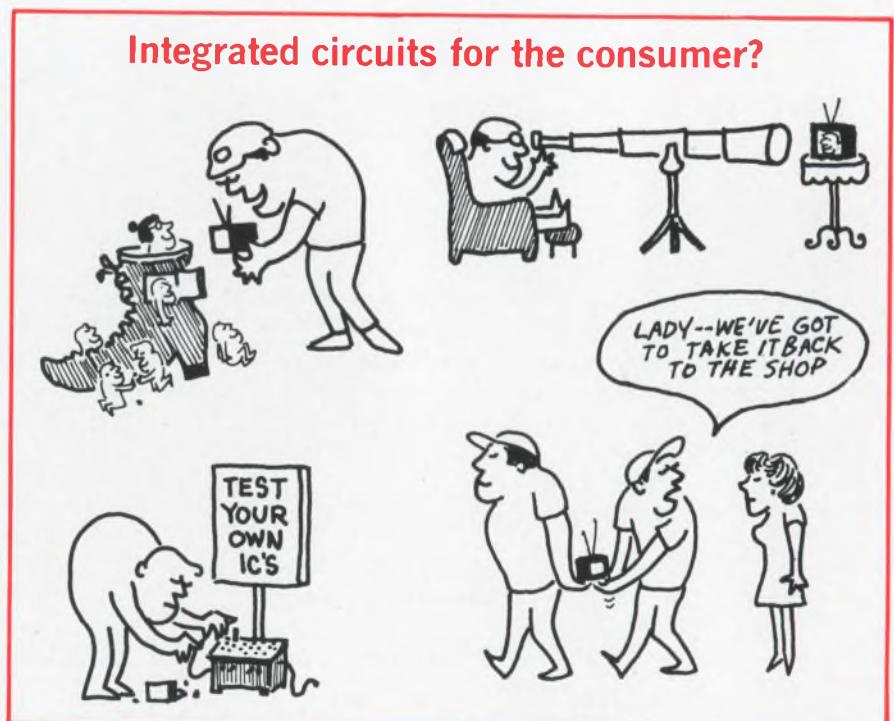 Integrated circuits for the consumer?
LADY--WE'VE GOT
TO TAKE IT BACK
TO THE SHOP
TEST
YOUR
OWN
IC'S